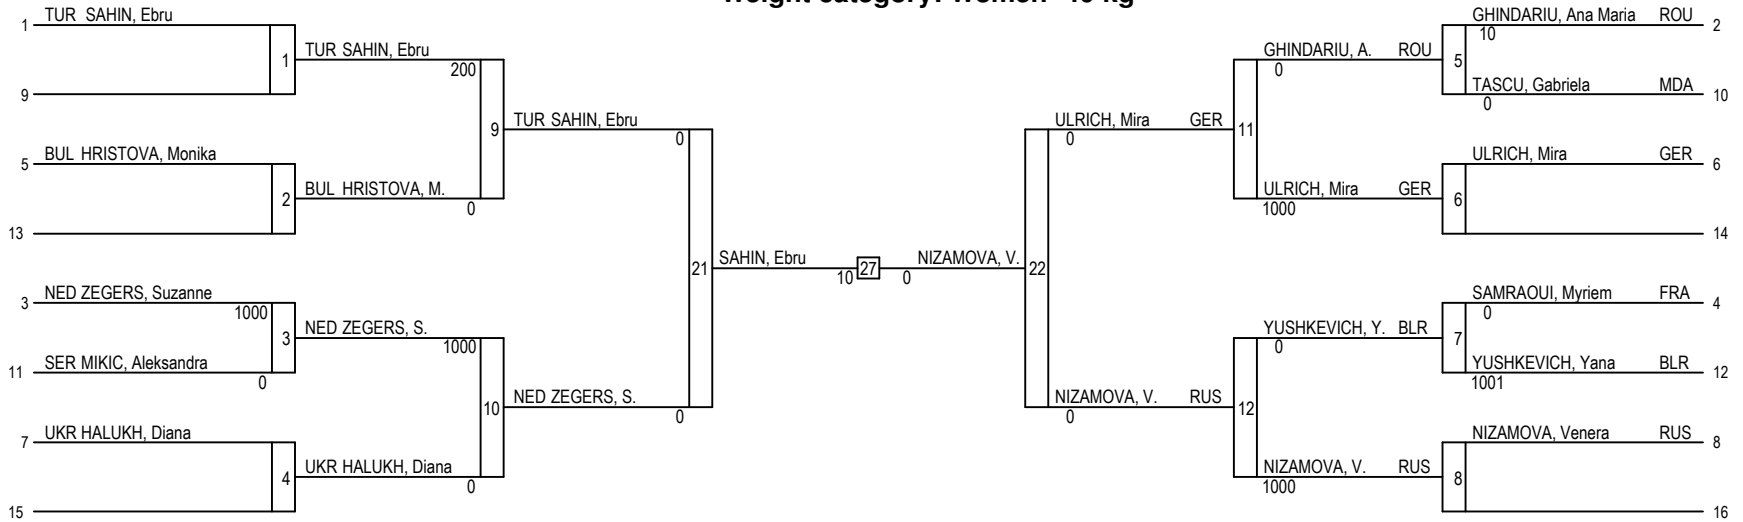 1 TUR SAHIN, Ebru
1 TUR SAHIN, Ebru
200
9
9 TUR SAHIN, Ebru
0
5 BUL HRISTOVA, Monika
2 BUL HRISTOVA, M.
0
13
21 SAHIN, Ebru
10 27 0
NIZAMOVA, V.
3 NED ZEGERS, Suzanne
1000
3 NED ZEGERS, S.
1000
11 SER MIKIC, Aleksandra
0
10 NED ZEGERS, S.
0
7 UKR HALUKH, Diana
4 UKR HALUKH, Diana
0
15
GHINDARIU, Ana Maria ROU 2
10
GHINDARIU, A. ROU 5
0
TASCU, Gabriela MDA 10
0
ULRICH, Mira GER 11
0
ULRICH, Mira GER 6
ULRICH, Mira GER 6
1000
14
22
SAMRAOUI, Myriem FRA 4
0
YUSHKEVICH, Y. BLR 7
0
YUSHKEVICH, Yana BLR 12
1001
NIZAMOVA, V. RUS 12
0
NIZAMOVA, Venera RUS 8
NIZAMOVA, V. RUS 8
1000
16